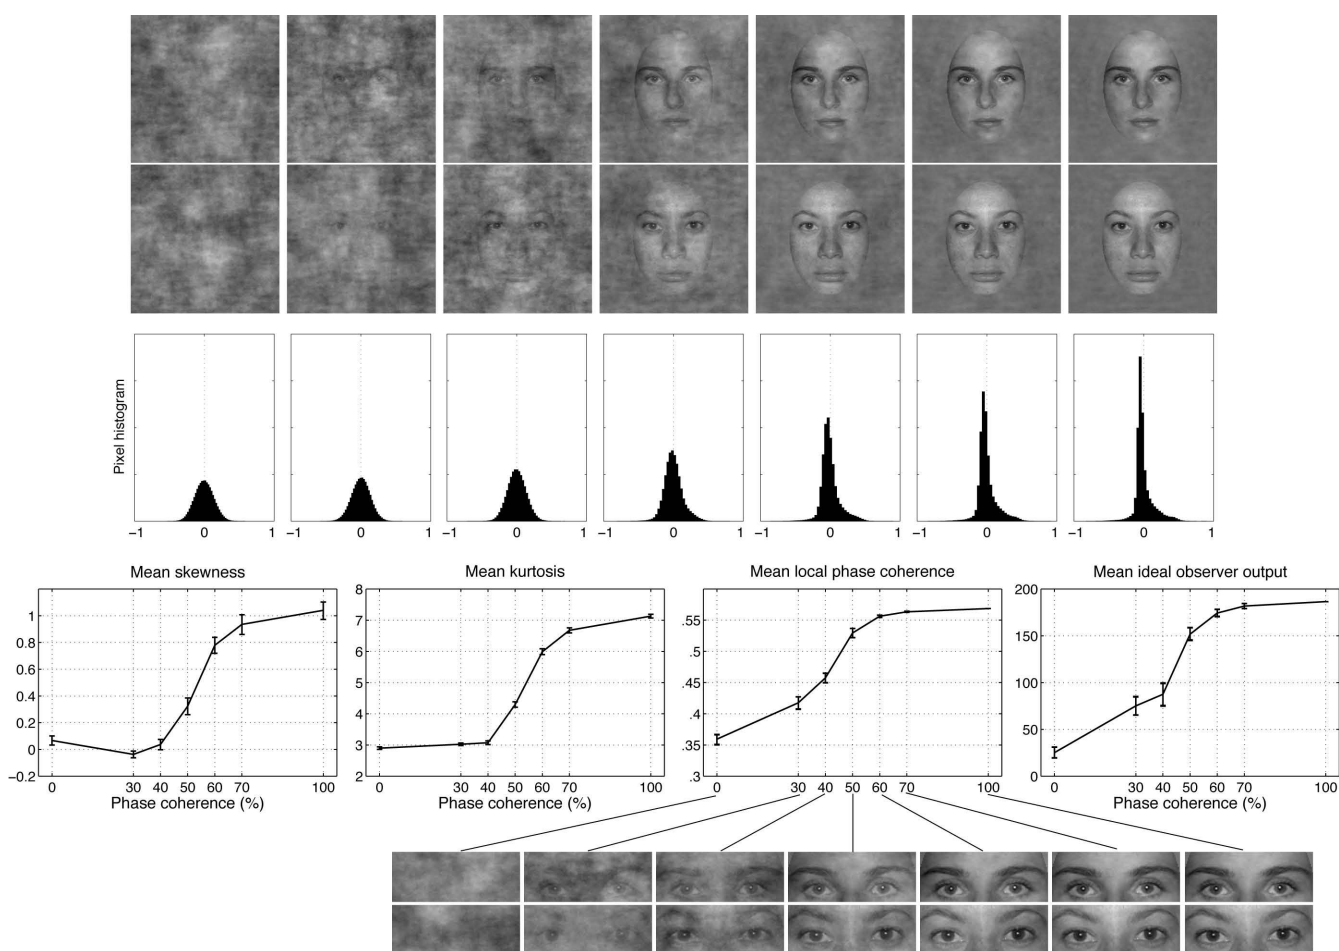 Pixel histogram
−1 0 1 −1 0 1 −1 0 1 −1 0 1 −1 0 1 −1 0 1 −1 0 1
Mean skewness
1
0.8
0.6
0.4
0.2
0
−0.2
0 30 40 50 60 70 100
Phase coherence (%)
Mean kurtosis
8
7
6
5
4
3
2
0 30 40 50 60 70 100
Phase coherence (%)
Mean local phase coherence
.55
.5
.45
.4
.35
.3
0 30 40 50 60 70 100
Mean ideal observer output
200
150
100
50
0
0 30 40 50 60 70 100
Phase coherence (%)